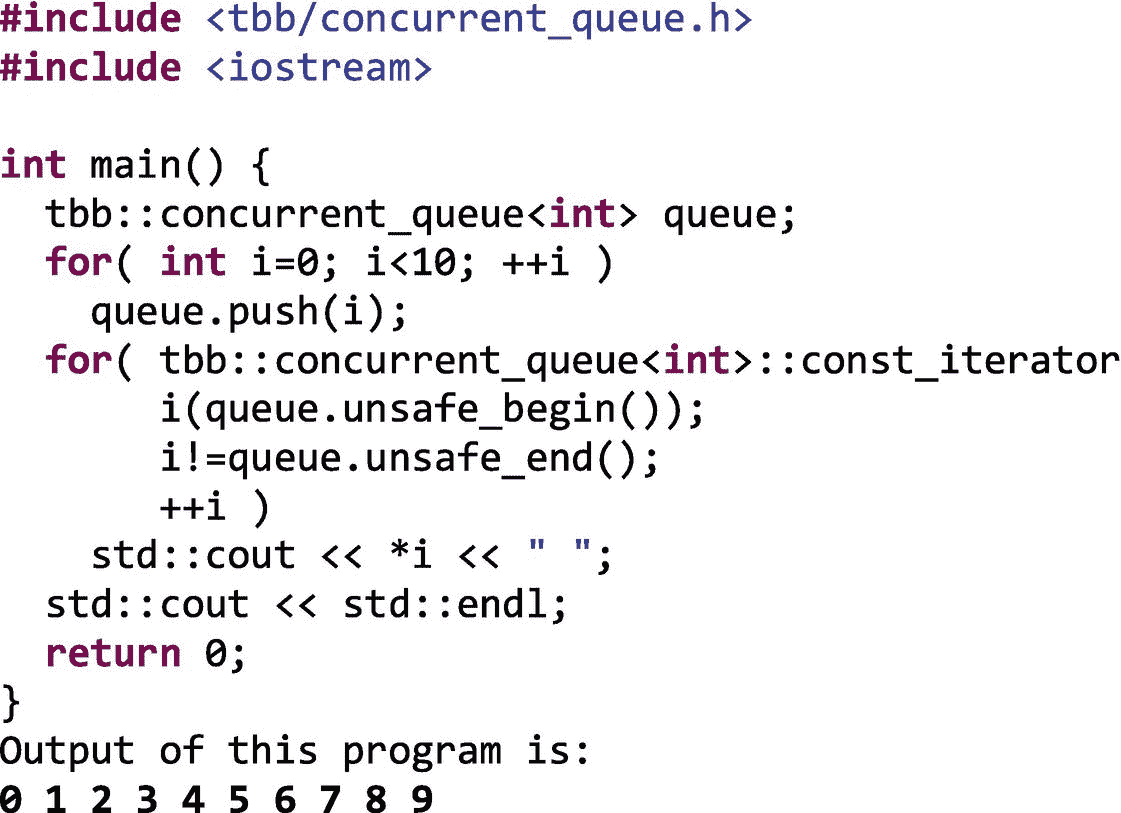 #include <tbb/concurrent_queue.h>
#include <iostream>

int main() {
  tbb::concurrent_queue<int> queue;
  for( int i=0; i<10; ++i )
    queue.push(i);
  for( tbb::concurrent_queue<int>::const_iterator
       i(queue.unsafe_begin());
       i!=queue.unsafe_end();
       ++i )
    std::cout << *i << " ";
  std::cout << std::endl;
  return 0;
}
Output of this program is:
0 1 2 3 4 5 6 7 8 9